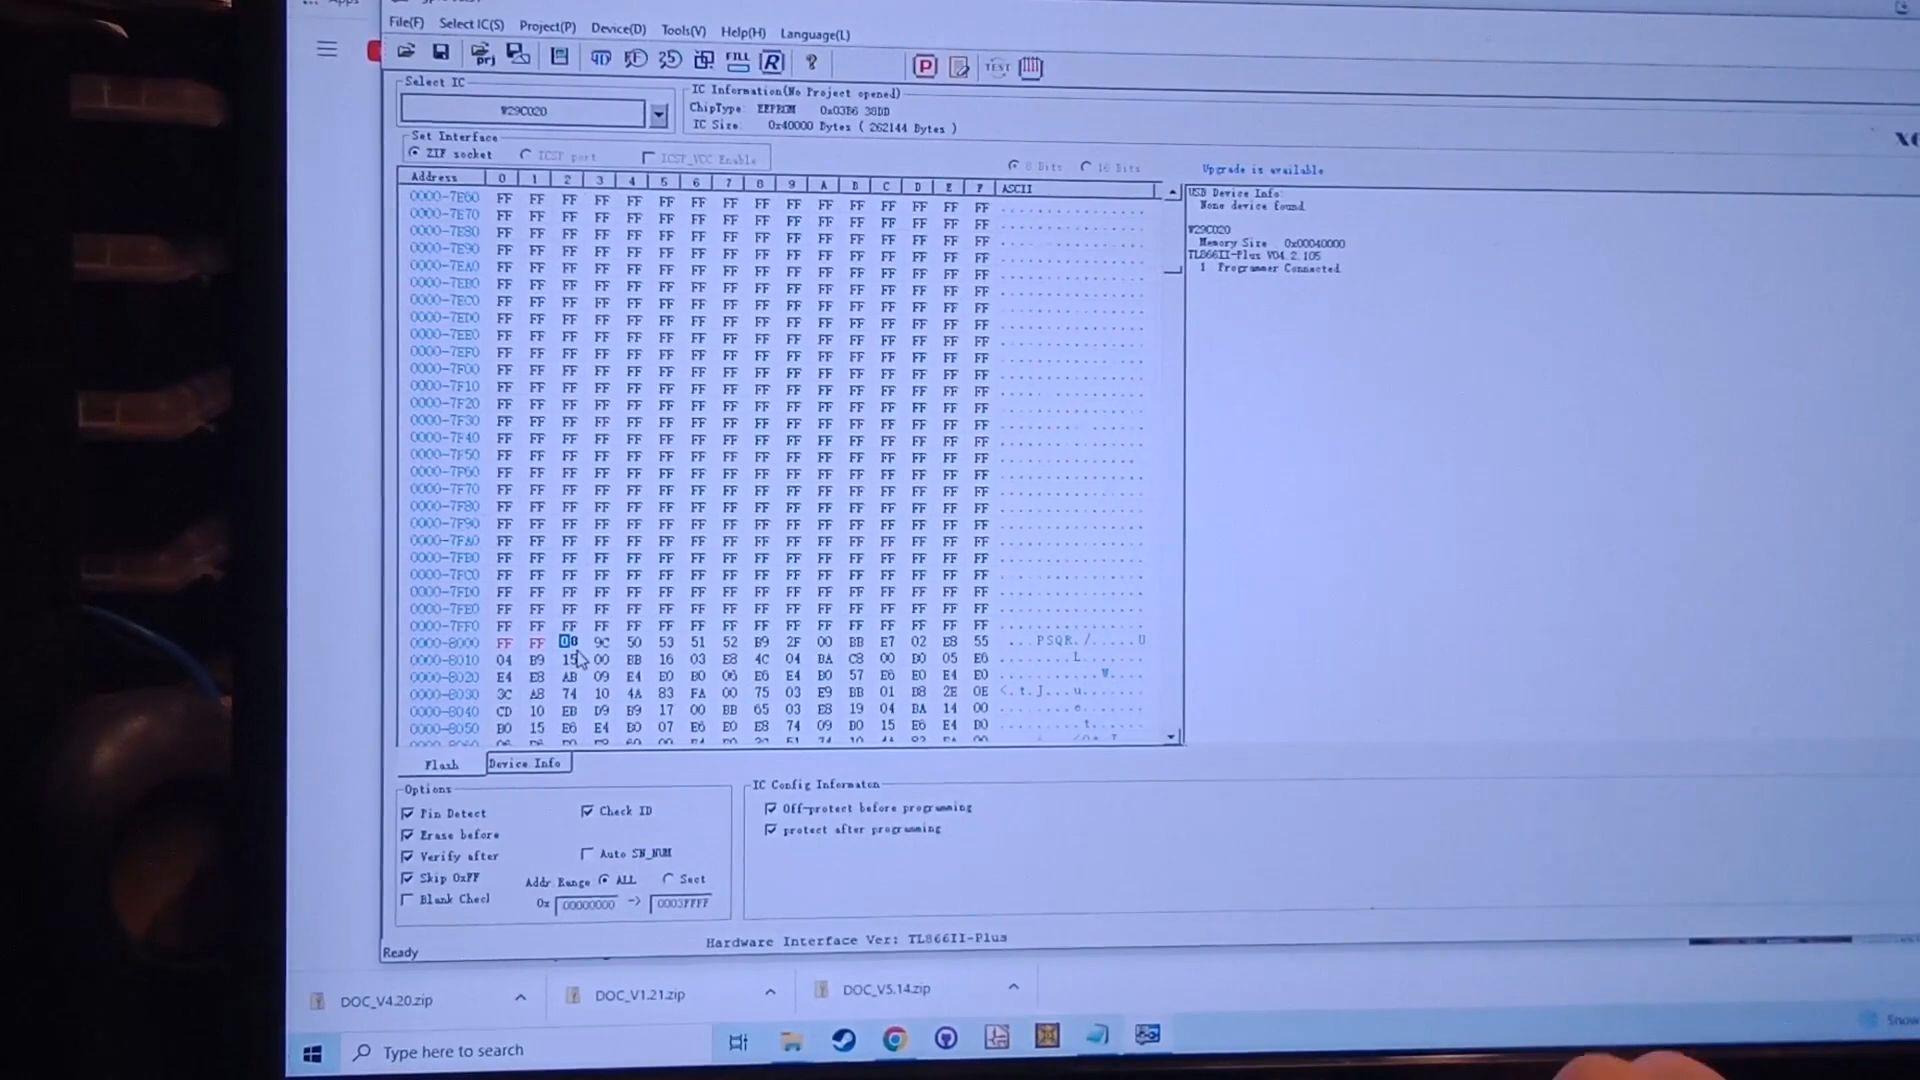 File(F) Select IC(S) Project(P) Device(D) Tools(V) Help(H) Language(L)
prj FILL R ? P TEST
Select IC
W29C020
IC Information(No Project opened)
ChipType: EEPROM 0x03B6 38DD
IC Size: 0x40000 Bytes ( 262144 Bytes )
Set Interface
ZIF socket ICSP port ICSP_VCC Enable
8 Bits 16 Bits
Upgrade is available
Address 0 1 2 3 4 5 6 7 8 9 A B C D E F ASCII
0000-7E60 FF FF FF FF FF FF FF FF FF FF FF FF FF FF FF FF ................
0000-7E70 FF FF FF FF FF FF FF FF FF FF FF FF FF FF FF FF ................
0000-7E80 FF FF FF FF FF FF FF FF FF FF FF FF FF FF FF FF ................
0000-7E90 FF FF FF FF FF FF FF FF FF FF FF FF FF FF FF FF ................
0000-7EA0 FF FF FF FF FF FF FF FF FF FF FF FF FF FF FF FF ................
0000-7EB0 FF FF FF FF FF FF FF FF FF FF FF FF FF FF FF FF ................
0000-7EC0 FF FF FF FF FF FF FF FF FF FF FF FF FF FF FF FF ................
0000-7ED0 FF FF FF FF FF FF FF FF FF FF FF FF FF FF FF FF ................
0000-7EE0 FF FF FF FF FF FF FF FF FF FF FF FF FF FF FF FF ................
0000-7EF0 FF FF FF FF FF FF FF FF FF FF FF FF FF FF FF FF ................
0000-7F00 FF FF FF FF FF FF FF FF FF FF FF FF FF FF FF FF ................
0000-7F10 FF FF FF FF FF FF FF FF FF FF FF FF FF FF FF FF ................
0000-7F20 FF FF FF FF FF FF FF FF FF FF FF FF FF FF FF FF ................
0000-7F30 FF FF FF FF FF FF FF FF FF FF FF FF FF FF FF FF ................
0000-7F40 FF FF FF FF FF FF FF FF FF FF FF FF FF FF FF FF ................
0000-7F50 FF FF FF FF FF FF FF FF FF FF FF FF FF FF FF FF ................
0000-7F60 FF FF FF FF FF FF FF FF FF FF FF FF FF FF FF FF ................
0000-7F70 FF FF FF FF FF FF FF FF FF FF FF FF FF FF FF FF ................
0000-7F80 FF FF FF FF FF FF FF FF FF FF FF FF FF FF FF FF ................
0000-7F90 FF FF FF FF FF FF FF FF FF FF FF FF FF FF FF FF ................
0000-7FA0 FF FF FF FF FF FF FF FF FF FF FF FF FF FF FF FF ................
0000-7FB0 FF FF FF FF FF FF FF FF FF FF FF FF FF FF FF FF ................
0000-7FC0 FF FF FF FF FF FF FF FF FF FF FF FF FF FF FF FF ................
0000-7FD0 FF FF FF FF FF FF FF FF FF FF FF FF FF FF FF FF ................
0000-7FE0 FF FF FF FF FF FF FF FF FF FF FF FF FF FF FF FF ................
0000-7FF0 FF FF FF FF FF FF FF FF FF FF FF FF FF FF FF FF ................
0000-8000 FF FF 08 9C 50 53 51 52 B9 2F 00 BB E7 02 E8 55 ....PSQR./.....U
0000-8010 04 B9 15 00 BB 16 03 E8 4C 04 BA C8 00 B0 05 E6 ........L.......
0000-8020 E4 E8 AB 09 E4 E0 B0 06 E6 E4 B0 57 E6 E0 E4 E0 ...........W....
0000-8030 3C A8 74 10 4A 83 FA 00 75 03 E9 BB 01 B8 2E 0E <.t.J...u.......
0000-8040 CD 10 EB D9 B9 17 00 BB 65 03 E8 19 04 BA 14 00 ........e.......
0000-8050 B0 15 E6 E4 B0 07 E6 E0 E8 74 09 B0 15 E6 E4 B0 .........t......
USB Device Info:
None device found
W29C020
Memory Size : 0x00040000
TL866II-Plus V04.2.105
1 Programmer Connected.
Flash Device Info
Options
Pin Detect Check ID
Erase before
Verify after Auto SN_NUM
Skip 0xFF Addr.Range ALL Sect
Blank Checl 0x 00000000 -> 0003FFFF
IC Config Informaton
Off-protect before programming
protect after programming
Ready
Hardware Interface Ver: TL866II-Plus
DOC_V4.20.zip DOC_V1.21.zip DOC_V5.14.zip
Type here to search
Snow